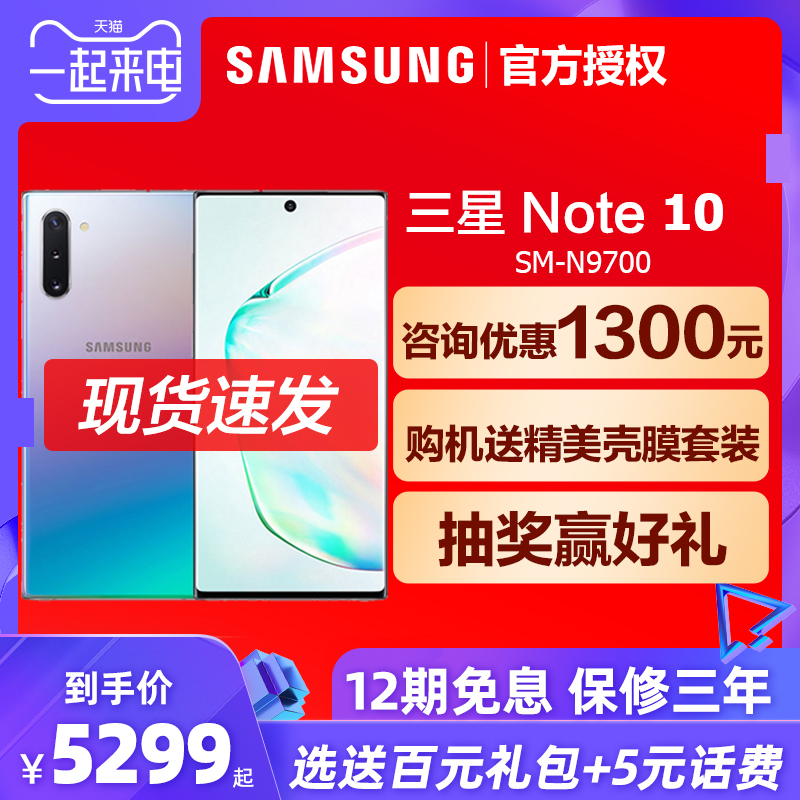 天猫
一起来电
SAMSUNG 官方授权
三星 Note 10
SM-N9700
SAMSUNG
咨询优惠1300元
现货速发
购机送精美壳膜套装
抽奖赢好礼
到手价
¥5299起
12期免息 保修三年
选送百元礼包+5元话费